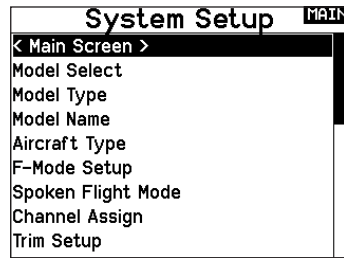 System Setup
MAIN
< Main Screen >
Model Select
Model Type
Model Name
Aircraft Type
F-Mode Setup
Spoken Flight Mode
Channel Assign
Trim Setup